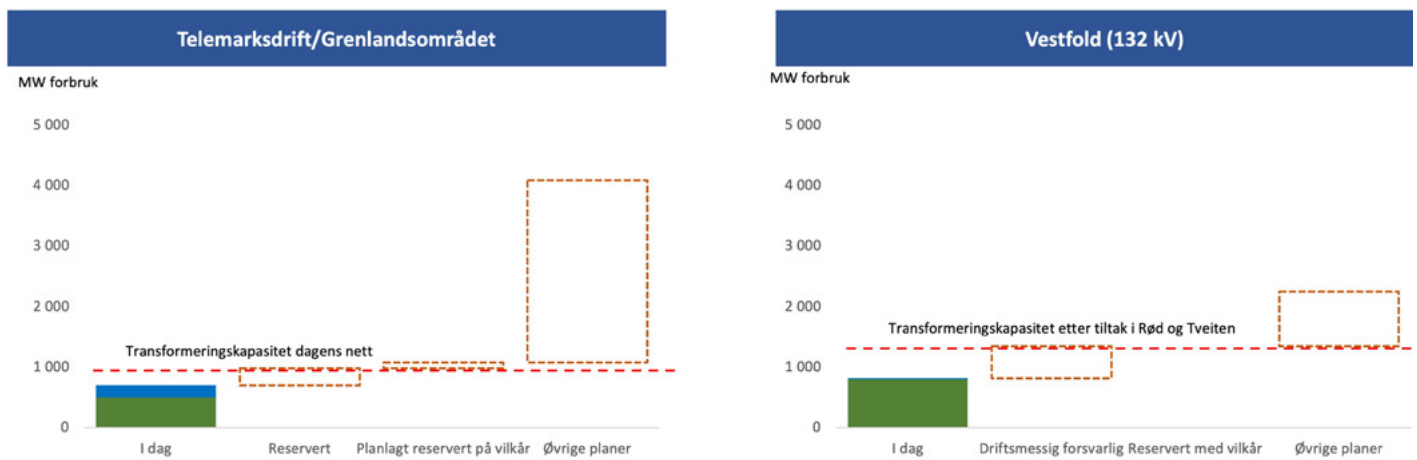 Telemarksdrift/Grenlandsområdet
MW forbruk
5 000
4 000
3 000
2 000
Transformeringskapasitet dagens nett
1 000
0
I dag
Reservert
Planlagt reservert på vilkår
Øvrige planer
Vestfold (132 kV)
MW forbruk
5 000
4 000
3 000
2 000
Transformeringskapasitet etter tiltak i Rød og Tveiten
1 000
0
I dag
Driftsmessig forsvarlig
Reservert med vilkår
Øvrige planer